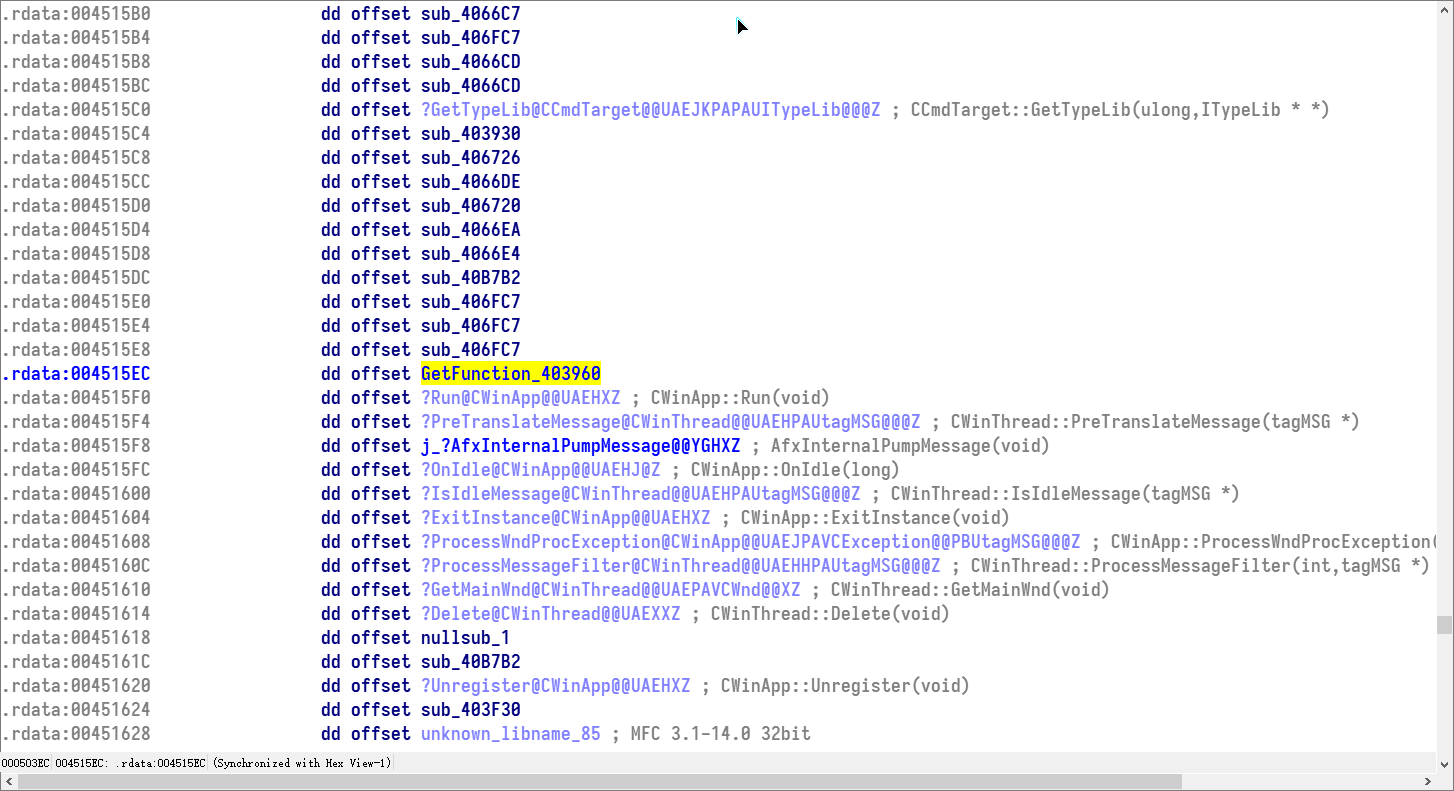 .rdata:004515B0 dd offset sub_4066C7
.rdata:004515B4 dd offset sub_406FC7
.rdata:004515B8 dd offset sub_4066CD
.rdata:004515BC dd offset sub_4066CD
.rdata:004515C0 dd offset ?GetTypeLib@CCmdTarget@@UAEJKPAPAUITypeLib@@@Z ; CCmdTarget::GetTypeLib(ulong,ITypeLib * *)
.rdata:004515C4 dd offset sub_403930
.rdata:004515C8 dd offset sub_406726
.rdata:004515CC dd offset sub_4066DE
.rdata:004515D0 dd offset sub_406720
.rdata:004515D4 dd offset sub_4066EA
.rdata:004515D8 dd offset sub_4066E4
.rdata:004515DC dd offset sub_40B7B2
.rdata:004515E0 dd offset sub_406FC7
.rdata:004515E4 dd offset sub_406FC7
.rdata:004515E8 dd offset sub_406FC7
.rdata:004515EC dd offset GetFunction_403960
.rdata:004515F0 dd offset ?Run@CWinApp@@UAEHXZ ; CWinApp::Run(void)
.rdata:004515F4 dd offset ?PreTranslateMessage@CWinThread@@UAEHPAUtagMSG@@@Z ; CWinThread::PreTranslateMessage(tagMSG *)
.rdata:004515F8 dd offset j_?AfxInternalPumpMessage@@YGHXZ ; AfxInternalPumpMessage(void)
.rdata:004515FC dd offset ?OnIdle@CWinApp@@UAEHJ@Z ; CWinApp::OnIdle(long)
.rdata:00451600 dd offset ?IsIdleMessage@CWinThread@@UAEHPAUtagMSG@@@Z ; CWinThread::IsIdleMessage(tagMSG *)
.rdata:00451604 dd offset ?ExitInstance@CWinApp@@UAEHXZ ; CWinApp::ExitInstance(void)
.rdata:00451608 dd offset ?ProcessWndProcException@CWinApp@@UAEJPAVCException@@PBUtagMSG@@@Z ; CWinApp::ProcessWndProcException(
.rdata:0045160C dd offset ?ProcessMessageFilter@CWinThread@@UAEHHPAUtagMSG@@@Z ; CWinThread::ProcessMessageFilter(int,tagMSG *)
.rdata:00451610 dd offset ?GetMainWnd@CWinThread@@UAEPAVCWnd@@XZ ; CWinThread::GetMainWnd(void)
.rdata:00451614 dd offset ?Delete@CWinThread@@UAEXXZ ; CWinThread::Delete(void)
.rdata:00451618 dd offset nullsub_1
.rdata:0045161C dd offset sub_40B7B2
.rdata:00451620 dd offset ?Unregister@CWinApp@@UAEHXZ ; CWinApp::Unregister(void)
.rdata:00451624 dd offset sub_403F30
.rdata:00451628 dd offset unknown_libname_85 ; MFC 3.1-14.0 32bit
000503EC 004515EC: .rdata:004515EC (Synchronized with Hex View-1)